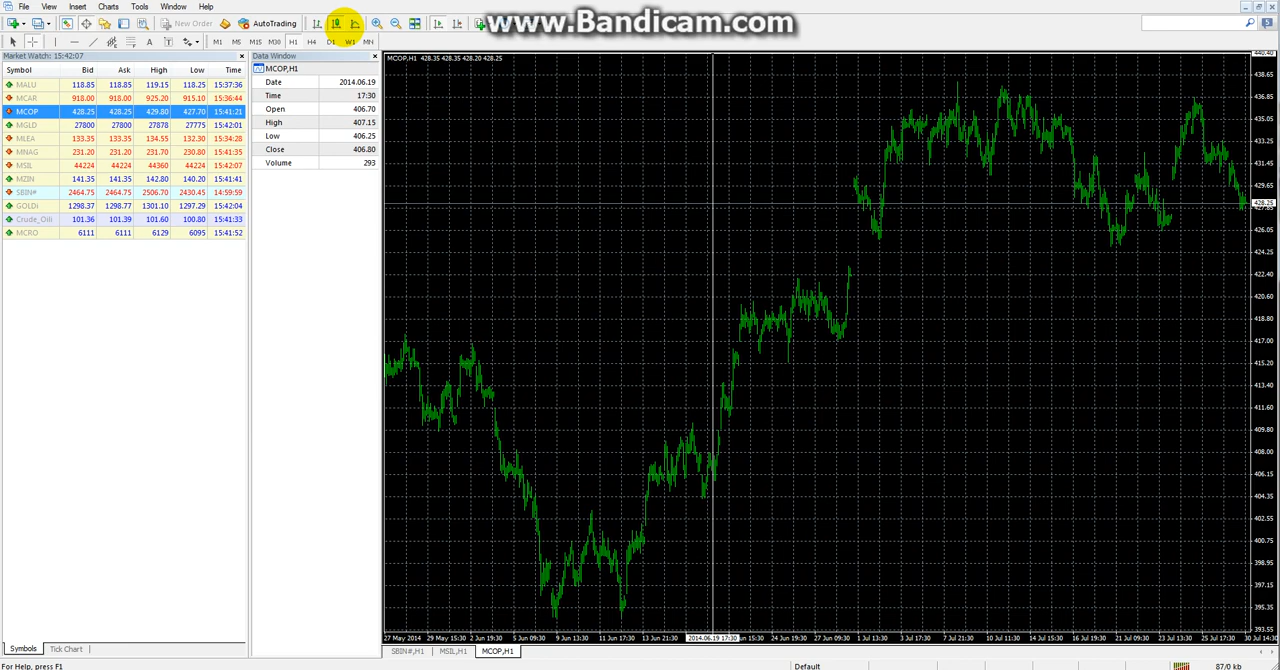 File View Insert Charts Tools Window Help
www.Bandicam.com
New Order AutoTrading
A T M1 M5 M15 M30 H1 H4 D1 W1 MN
Market Watch: 15:42:07
Symbol Bid Ask High Low Time
MALU 118.85 118.85 119.15 118.25 15:37:36
MCAR 918.00 918.00 925.20 915.10 15:36:44
MCOP 428.25 428.25 429.80 427.70 15:41:21
MGLD 27800 27800 27878 27775 15:42:01
MLEA 133.35 133.35 134.55 132.30 15:34:28
MNAG 231.20 231.20 231.70 230.80 15:41:35
MSIL 44224 44224 44360 44224 15:42:07
MZIN 141.35 141.35 142.80 140.20 15:41:41
SBIN# 2464.75 2464.75 2506.70 2430.45 14:59:59
GOLDi 1298.37 1298.77 1301.10 1297.29 15:42:04
Crude_Oili 101.36 101.39 101.60 100.80 15:41:33
MCRO 6111 6111 6129 6095 15:41:52
Symbols Tick Chart
Data Window
MCOP,H1
Date 2014.06.19
Time 17:30
Open 406.70
High 407.15
Low 406.25
Close 406.80
Volume 293
MCOP,H1 428.35 428.35 428.20 428.25
440.40
438.65
436.85
435.05
433.25
431.45
429.65
428.25
427.85
426.05
424.25
422.40
420.60
418.80
417.00
415.20
413.40
411.60
409.80
408.00
406.15
404.35
402.55
400.75
398.95
397.15
395.35
393.55
27 May 2014 29 May 15:30 2 Jun 19:30 5 Jun 09:30 9 Jun 13:30 11 Jun 17:30 13 Jun 21:30 2014.06.19 17:30 un 15:30 24 Jun 19:30 27 Jun 09:30 1 Jul 13:30 3 Jul 17:30 7 Jul 21:30 10 Jul 11:30 14 Jul 15:30 16 Jul 19:30 21 Jul 09:30 23 Jul 13:30 25 Jul 17:30 30 Jul 14:30
SBIN#,H1 MSIL,H1 MCOP,H1
For Help, press F1 Default 87/0 kb
5